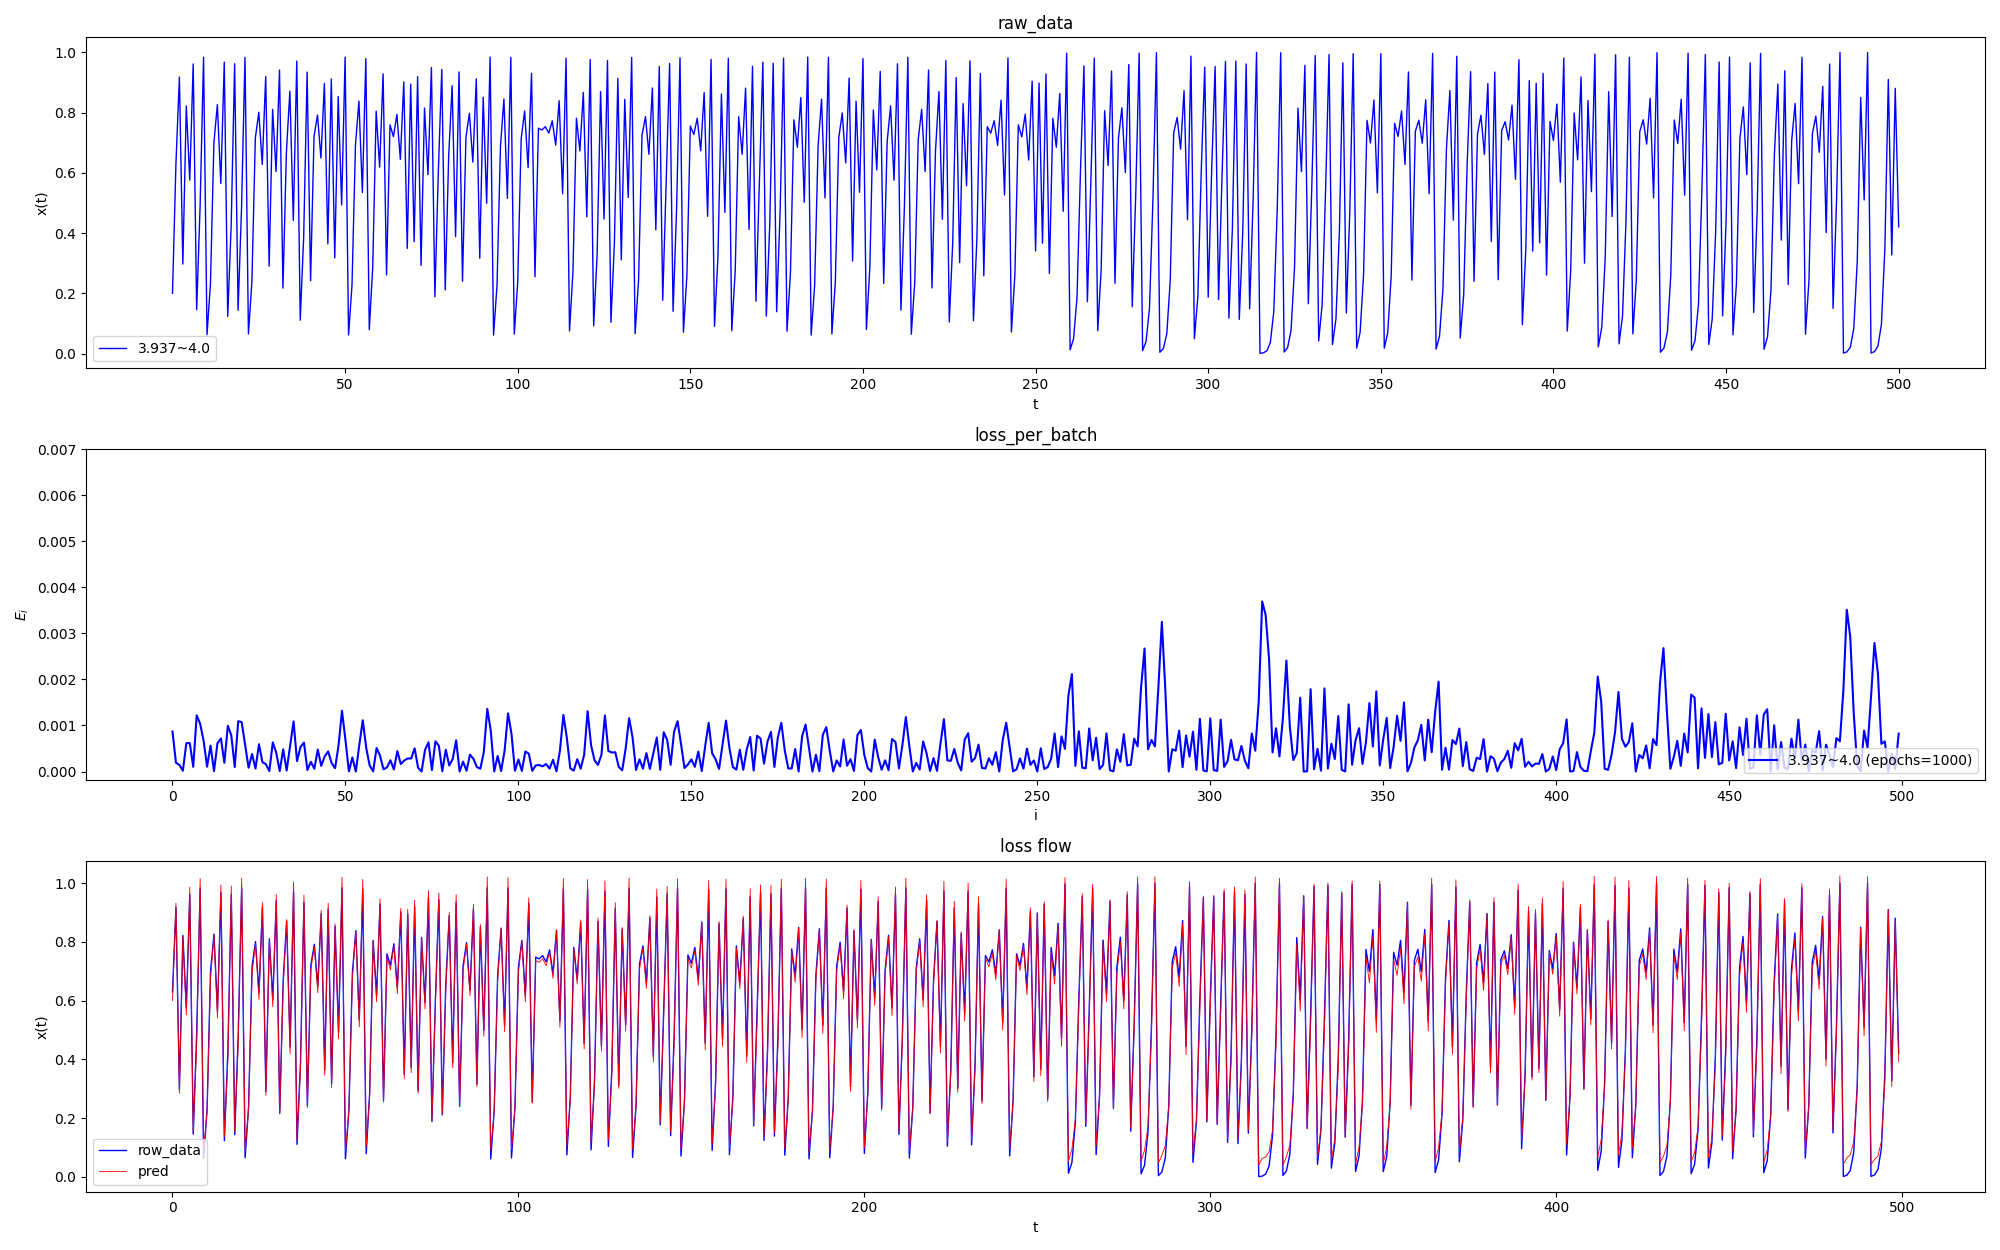 raw_data
1.0
0.8
0.6
0.4
0.2
0.0
x(t)
3.937~4.0
50 100 150 200 250 300 350 400 450 500
t
loss_per_batch
0.007
0.006
0.005
0.004
0.003
0.002
0.001
0.000
E_i
3.937~4.0 (epochs=1000)
0 50 100 150 200 250 300 350 400 450 500
i
loss flow
1.0
0.8
0.6
0.4
0.2
0.0
x(t)
row_data
pred
0 100 200 300 400 500
t